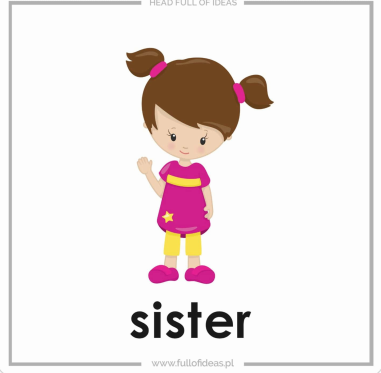 HEAD FULL OF IDEAS
sister
www.fullofideas.pl